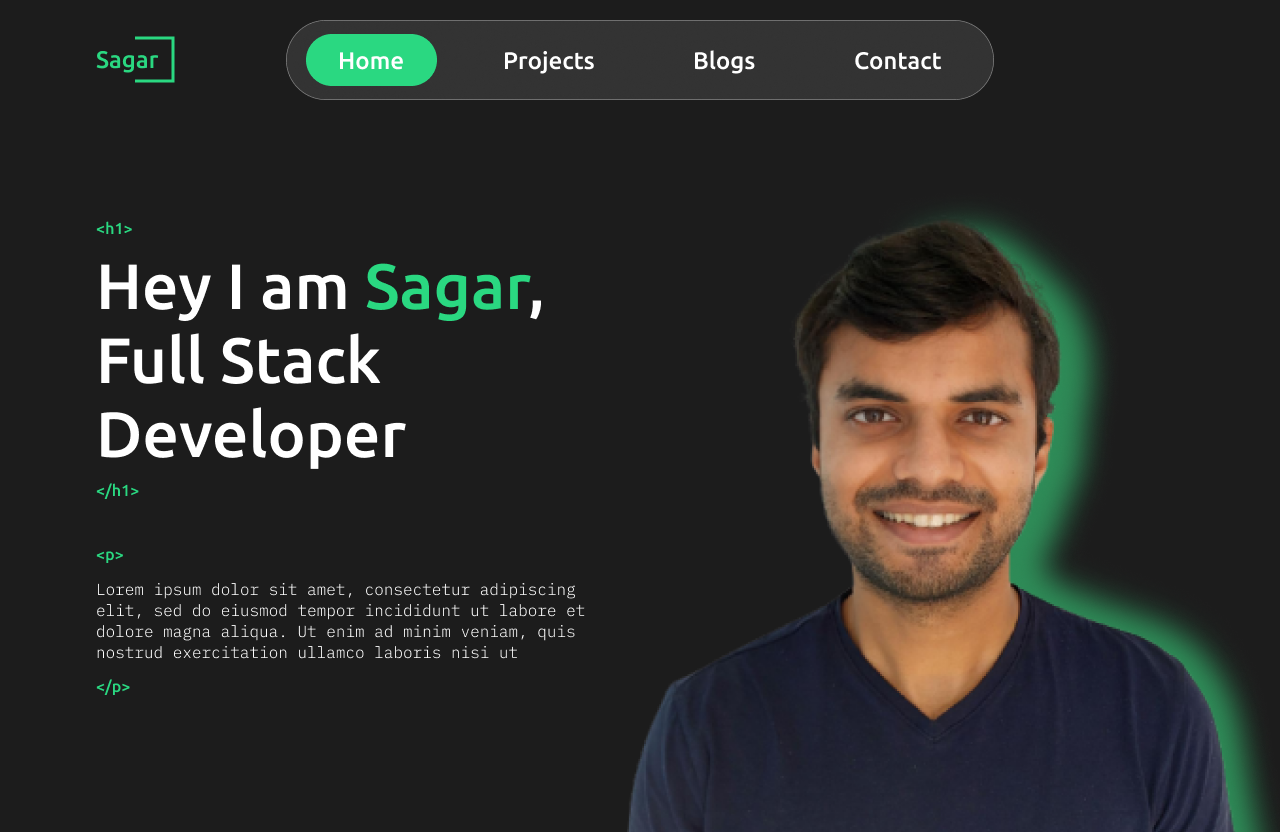 Sagar
Home Projects Blogs Contact
<h1>
Hey I am Sagar,
Full Stack
Developer
</h1>
<p>
Lorem ipsum dolor sit amet, consectetur adipiscing
elit, sed do eiusmod tempor incididunt ut labore et
dolore magna aliqua. Ut enim ad minim veniam, quis
nostrud exercitation ullamco laboris nisi ut
</p>